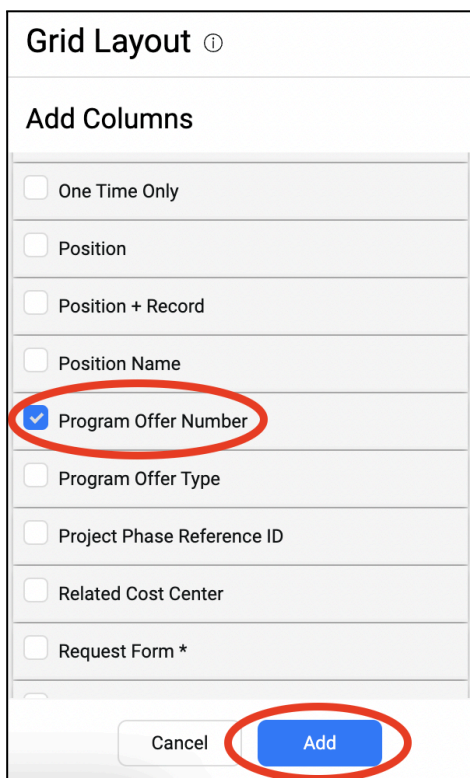 Grid Layout ⓘ
Add Columns
One Time Only
Position
Position + Record
Position Name
Program Offer Number
Program Offer Type
Project Phase Reference ID
Related Cost Center
Request Form *
Cancel
Add